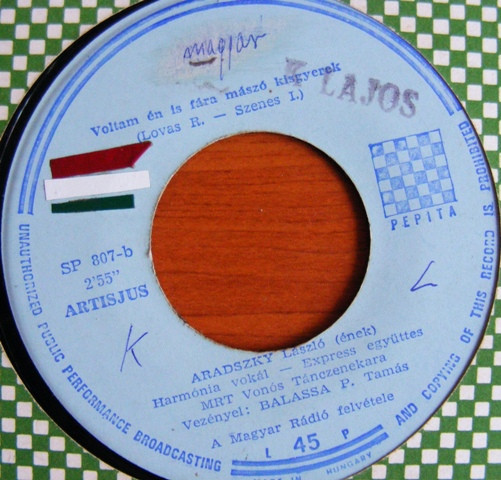 magyar
K LAJOS
Voltam én is fára mászó kisgyerek
(Lovas R. — Szenes I.)
PEPITA
SP 807-b
2'55"
ARTISJUS
K
L
ARADSZKY László (ének)
Harmónia vokál — Express együttes
MRT Vonós Tánczenekara
Vezényel: BALASSA P. Tamás
A Magyar Rádió felvétele
L 45 P
UNAUTHORIZED PUBLIC PERFORMANCE BROADCASTING AND COPYING OF THIS RECORD IS PROHIBITED
IN HUNGARY